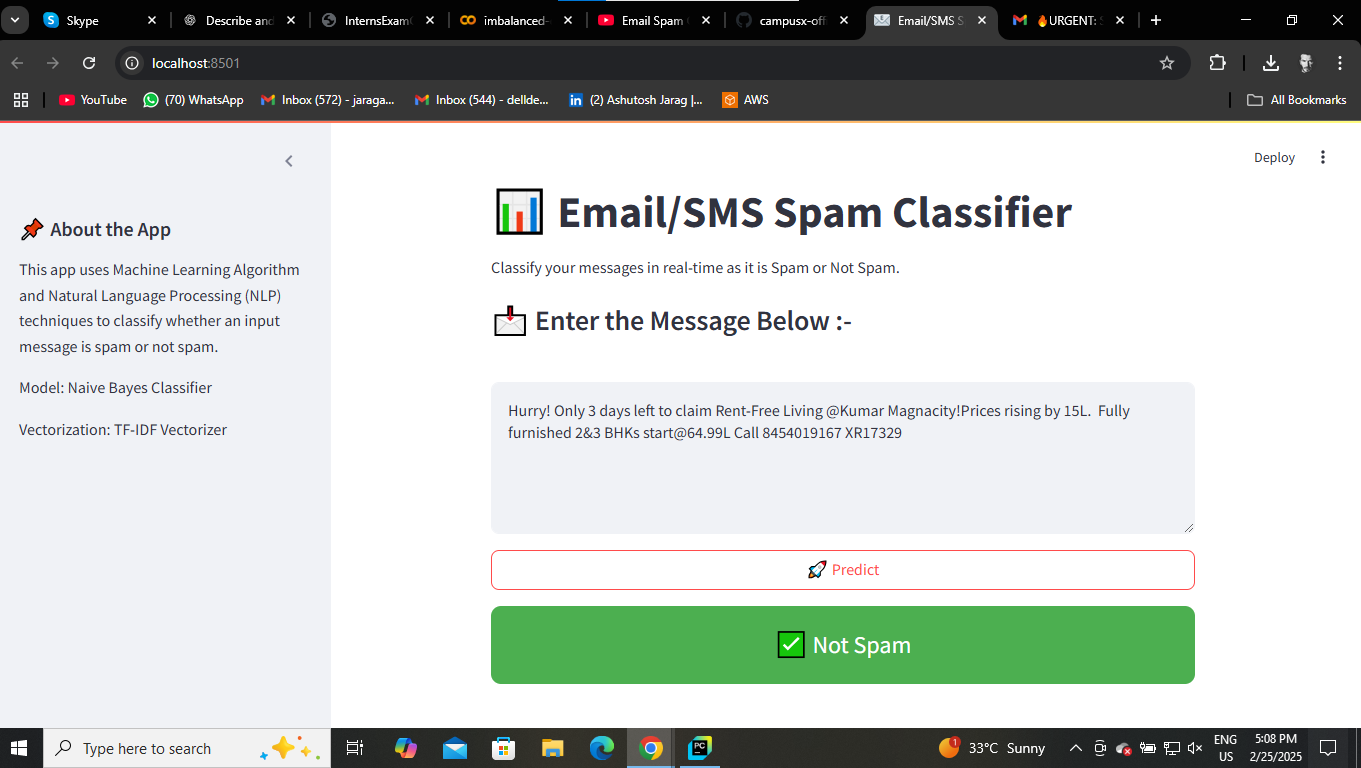 Skype
Describe and
InternsExam
imbalanced-
Email Spam
campusx-off
Email/SMS S
🔥URGENT:
localhost:8501
YouTube
(70) WhatsApp
Inbox (572) - jaraga...
Inbox (544) - dellde...
(2) Ashutosh Jarag |...
AWS
All Bookmarks
Deploy
📌 About the App
This app uses Machine Learning Algorithm
and Natural Language Processing (NLP)
techniques to classify whether an input
message is spam or not spam.
Model: Naive Bayes Classifier
Vectorization: TF-IDF Vectorizer
📊 Email/SMS Spam Classifier
Classify your messages in real-time as it is Spam or Not Spam.
📩 Enter the Message Below :-
Hurry! Only 3 days left to claim Rent-Free Living @Kumar Magnacity!Prices rising by 15L.  Fully
furnished 2&3 BHKs start@64.99L Call 8454019167 XR17329
🚀 Predict
✅ Not Spam
Type here to search
PC
1
33°C Sunny
ENG
US
5:08 PM
2/25/2025